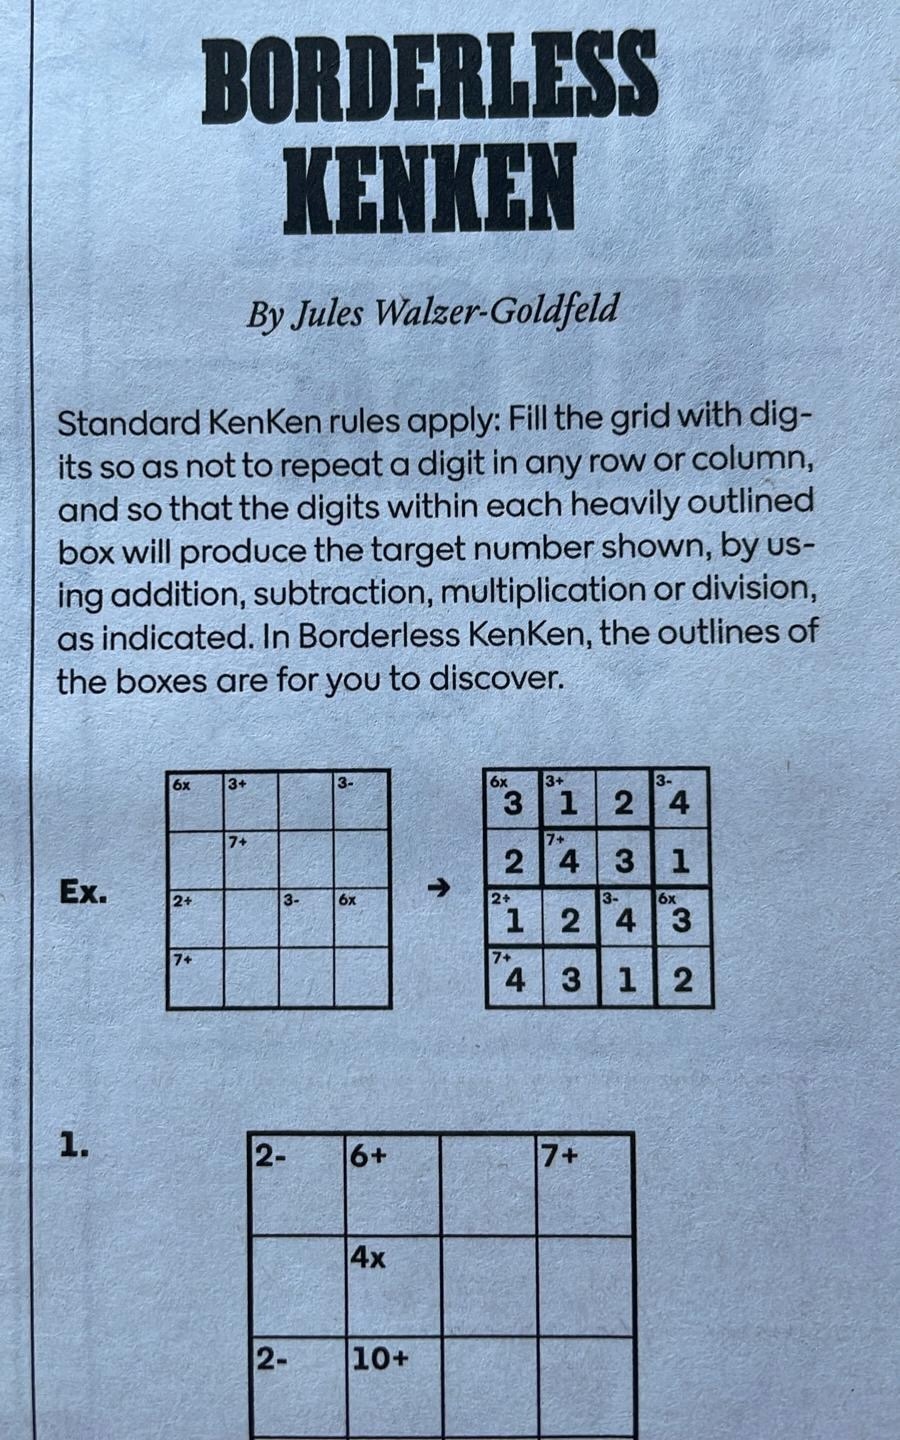 BORDERLESS
KENKEN
By Jules Walzer-Goldfeld
Standard KenKen rules apply: Fill the grid with dig-
its so as not to repeat a digit in any row or column,
and so that the digits within each heavily outlined
box will produce the target number shown, by us-
ing addition, subtraction, multiplication or division,
as indicated. In Borderless KenKen, the outlines of
the boxes are for you to discover.
Ex.
6x 3+ 3-
7+
2+ 3- 6x
7+
→
6x 3+ 3-
3 1 2 4
7+
2 4 3 1
2+ 3- 6x
1 2 4 3
7+
4 3 1 2
1.
2- 6+ 7+
4x
2- 10+